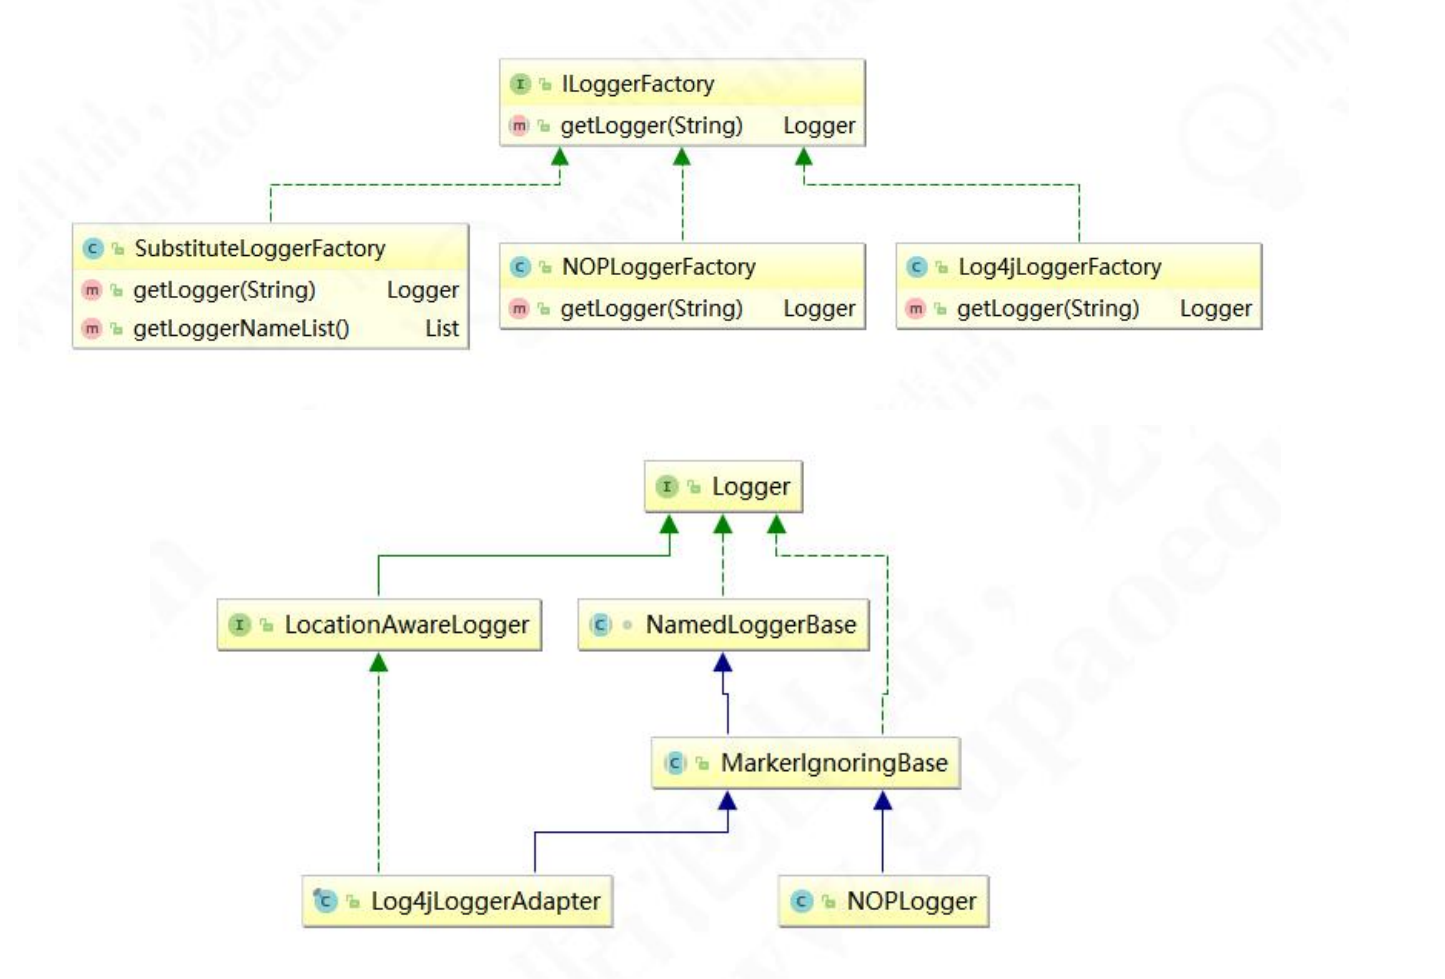 ILoggerFactory
getLogger(String) Logger
SubstituteLoggerFactory
getLogger(String) Logger
getLoggerNameList() List
NOPLoggerFactory
getLogger(String) Logger
Log4jLoggerFactory
getLogger(String) Logger
Logger
LocationAwareLogger
NamedLoggerBase
MarkerIgnoringBase
Log4jLoggerAdapter
NOPLogger